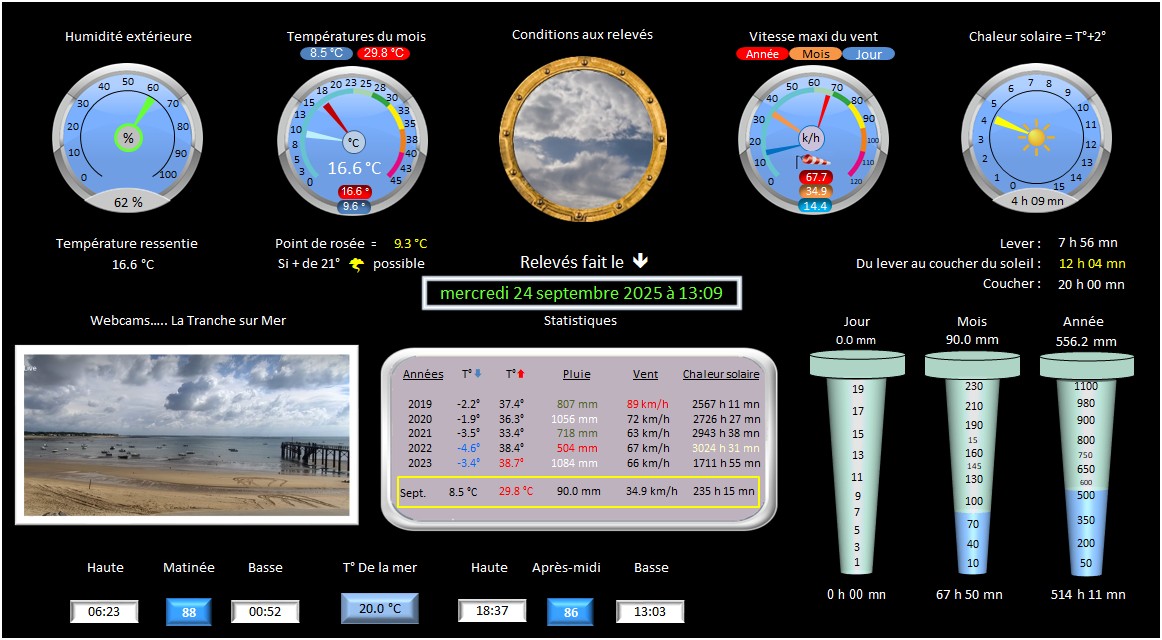 Humidité extérieure
Températures du mois
8.5 °C 29.8 °C
Conditions aux relevés
Vitesse maxi du vent
Année Mois Jour
Chaleur solaire = T°+2°
0 10 20 30 40 50 60 70 80 90 100
%
62 %
0 3 5 8 10 13 15 18 20 23 25 28 30 33 35 38 40 43 45
°C
16.6 °C
16.6 °
9.6 °
0 10 20 30 40 50 60 70 80 90 100 110 120
k/h
67.7
34.9
14.4
0 1 2 3 4 5 6 7 8 9 10 11 12 13 14 15
4 h 09 mn
Température ressentie
16.6 °C
Point de rosée = 9.3 °C
Si + de 21° possible
Relevés fait le
mercredi 24 septembre 2025 à 13:09
Lever : 7 h 56 mn
Du lever au coucher du soleil : 12 h 04 mn
Coucher : 20 h 00 mn
Webcams..... La Tranche sur Mer
Live
Statistiques
Années T° T° Pluie Vent Chaleur solaire
2019 -2.2° 37.4° 807 mm 89 km/h 2567 h 11 mn
2020 -1.9° 36.3° 1056 mm 72 km/h 2726 h 27 mn
2021 -3.5° 33.4° 718 mm 63 km/h 2943 h 38 mn
2022 -4.6° 38.4° 504 mm 67 km/h 3024 h 31 mn
2023 -3.4° 38.7° 1084 mm 66 km/h 1711 h 55 mn
Sept. 8.5 °C 29.8 °C 90.0 mm 34.9 km/h 235 h 15 mn
Jour
0.0 mm
19
17
15
13
11
9
7
5
3
1
0 h 00 mn
Mois
90.0 mm
230
210
190
15
160
145
130
100
70
40
10
67 h 50 mn
Année
556.2 mm
1100
980
900
800
750
650
600
500
350
200
50
514 h 11 mn
Haute Matinée Basse T° De la mer Haute Après-midi Basse
06:23 88 00:52 20.0 °C 18:37 86 13:03